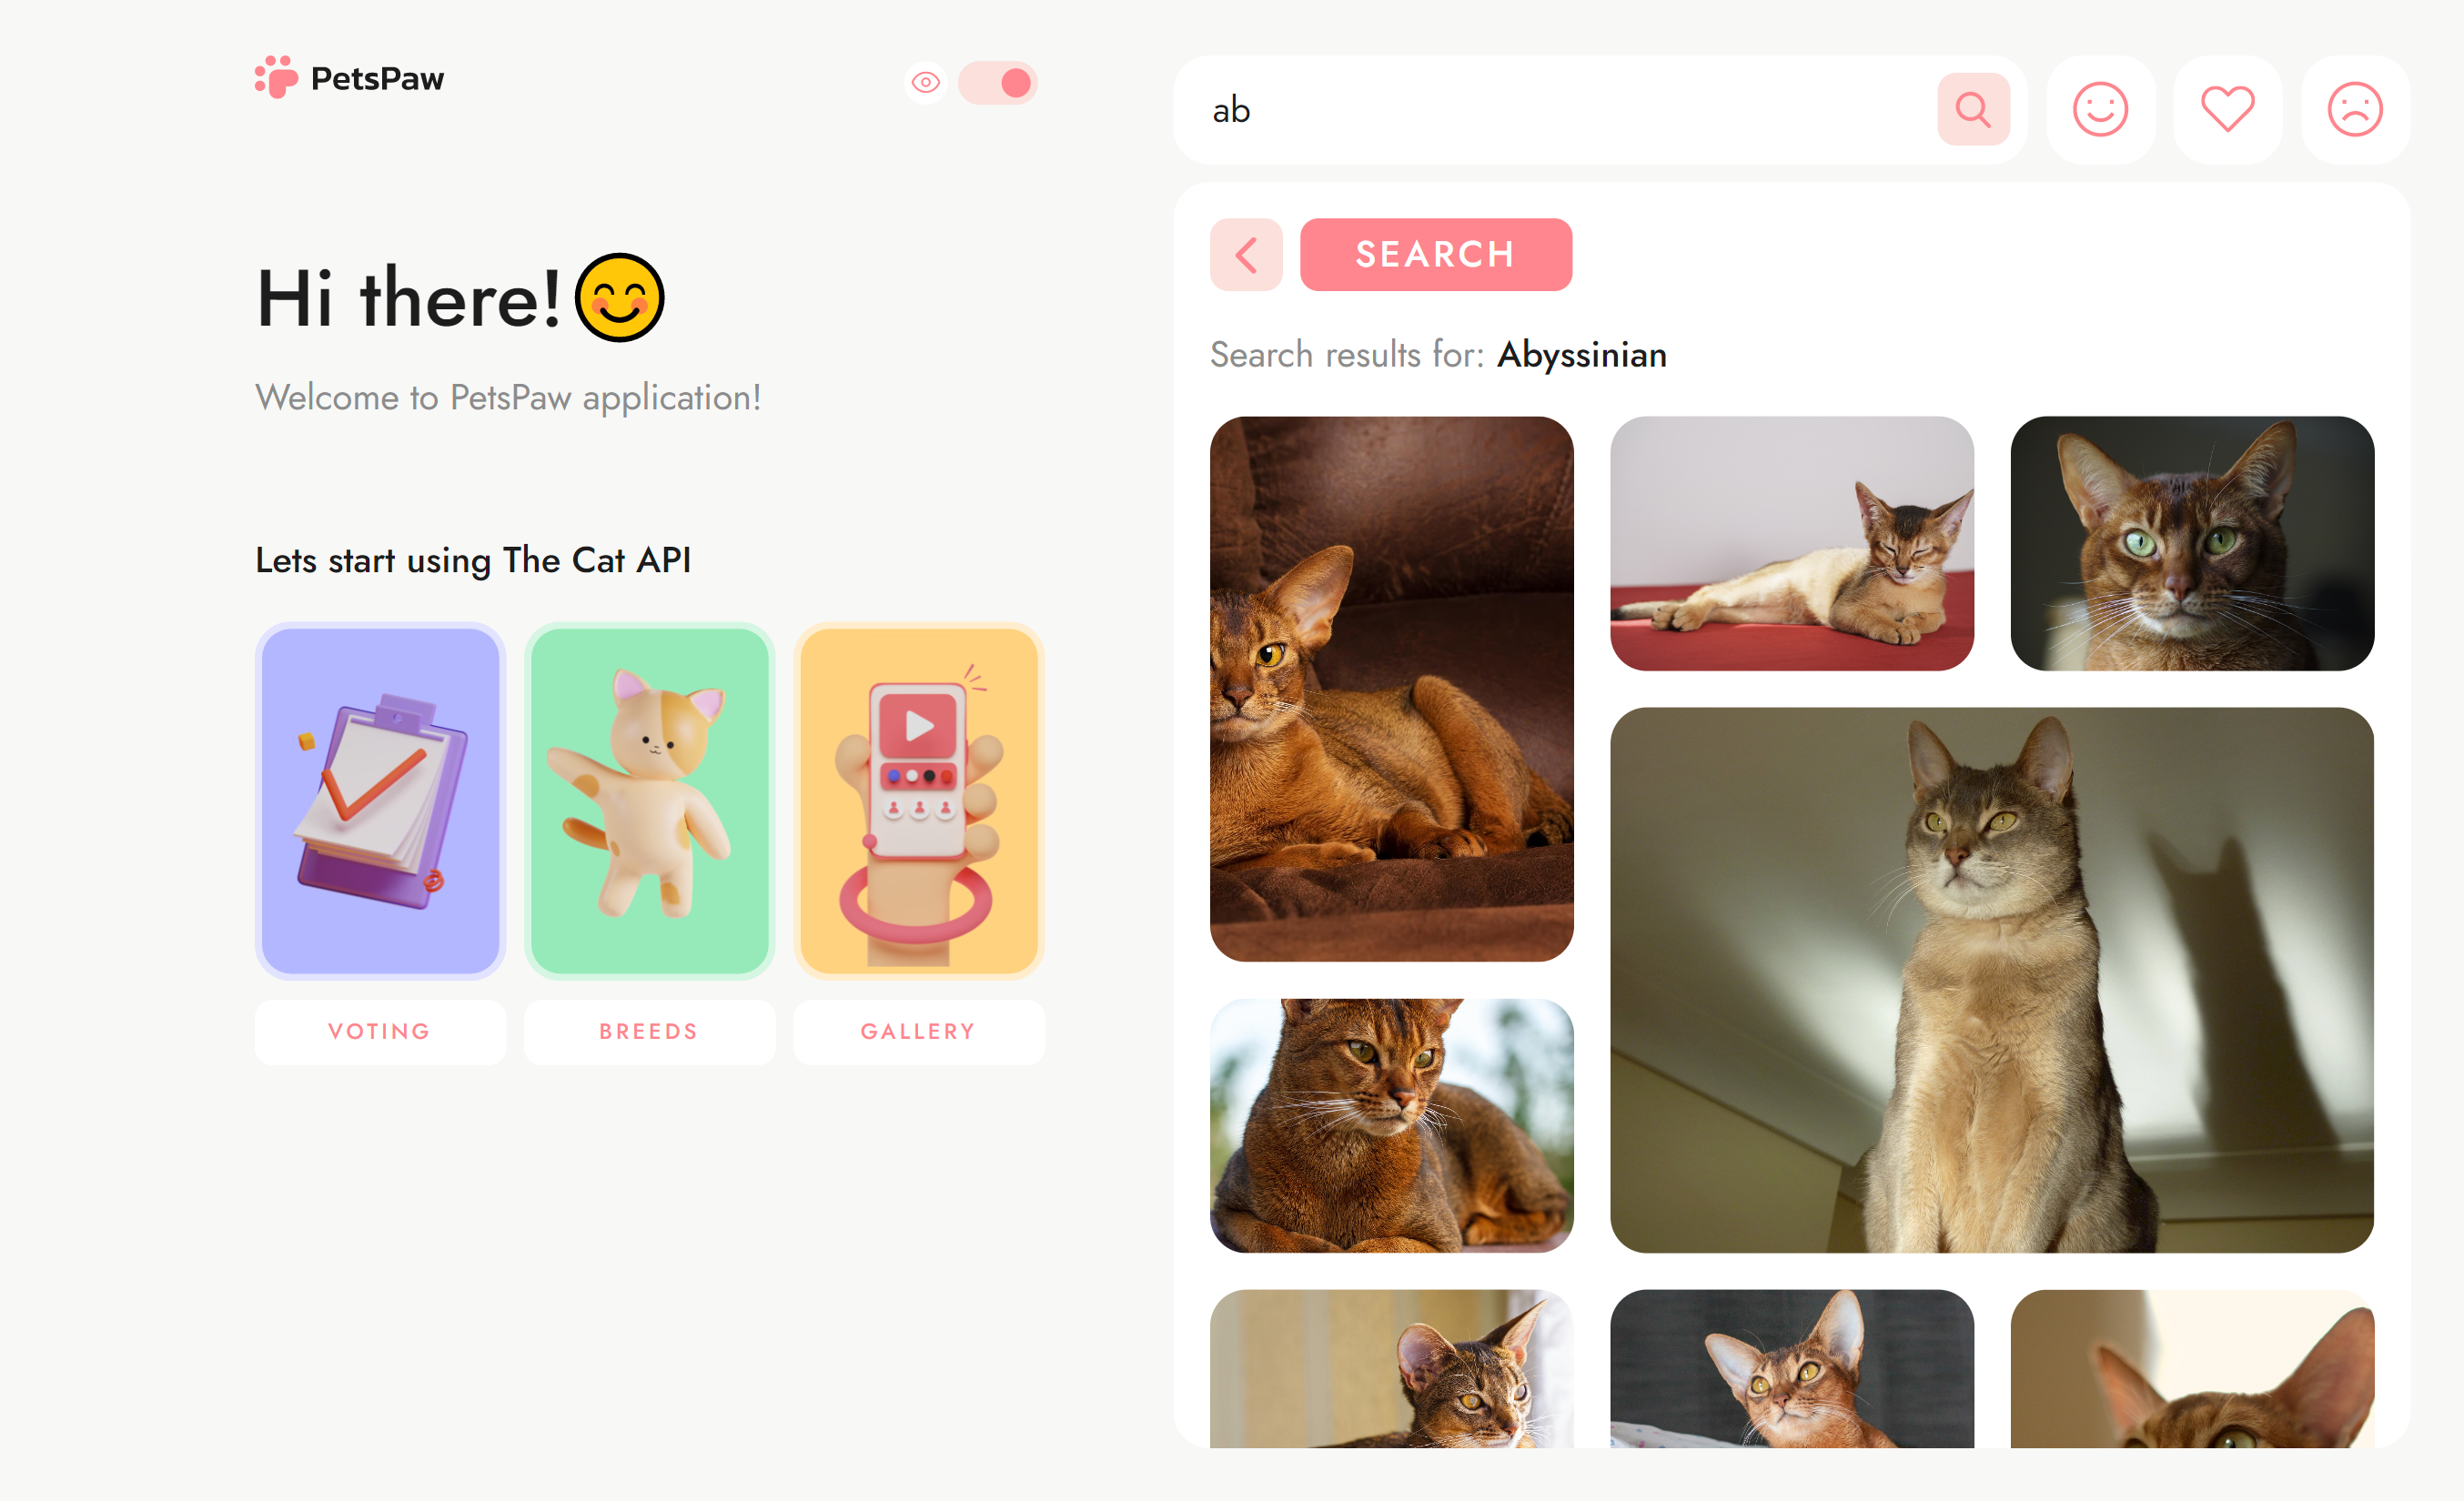 PetsPaw
Hi there!
Welcome to PetsPaw application!
Lets start using The Cat API
VOTING
BREEDS
GALLERY
ab
SEARCH
Search results for: Abyssinian